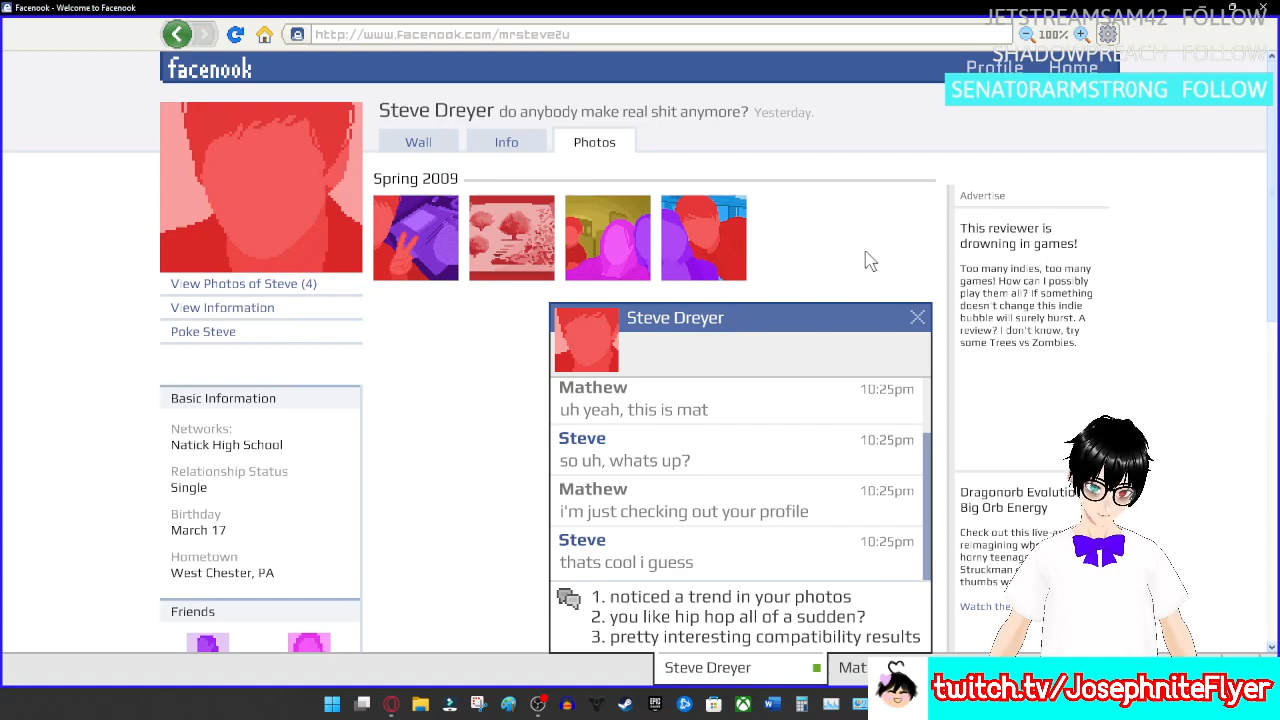 Facenook - Welcome to Facenook
JETSTREAMSAM42 FOLLOW
http://www.facenook.com/mrsteve2u
100%
SHADOWPREACH FOLLOW
facenook
Profile Home
SENAT0RARMSTR0NG FOLLOW
Steve Dreyer do anybody make real shit anymore? Yesterday.
Wall Info Photos
Spring 2009
View Photos of Steve (4)
View Information
Poke Steve
Basic Information
Networks:
Natick High School
Relationship Status
Single
Birthday
March 17
Hometown
West Chester, PA
Friends
Steve Dreyer
Mathew 10:25pm
uh yeah, this is mat
Steve 10:25pm
so uh, whats up?
Mathew 10:25pm
i'm just checking out your profile
Steve 10:25pm
thats cool i guess
1. noticed a trend in your photos
2. you like hip hop all of a sudden?
3. pretty interesting compatibility results
Steve Dreyer
Mat
Advertise
This reviewer is
drowning in games!
Too many indies, too many
games! How can I possibly
play them all? If something
doesn't change this indie
bubble will surely burst. A
review? I don't know, try
some Trees vs Zombies.
Dragonorb Evolution
Big Orb Energy
Check out this live-a
reimagining wh
horny teenage
Struckman
thumbs w
Watch the
twitch.tv/JosephniteFlyer